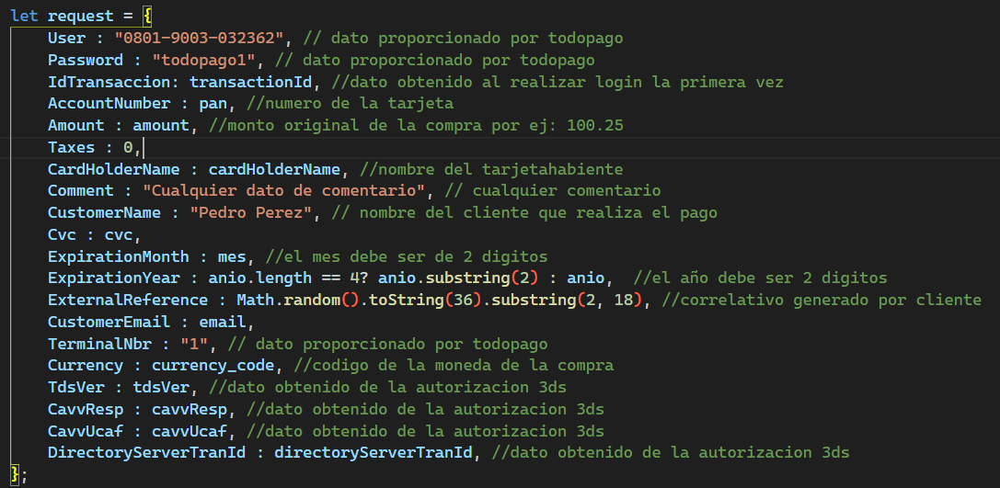 let request = {
User : "0801-9003-032362", // dato proporcionado por todopago
Password : "todopago1", // dato proporcionado por todopago
IdTransaccion: transactionId, //dato obtenido al realizar login la primera vez
AccountNumber : pan, //numero de la tarjeta
Amount : amount, //monto original de la compra por ej: 100.25
Taxes : 0,
CardHolderName : cardHolderName, //nombre del tarjetahabiente
Comment : "Cualquier dato de comentario", // cualquier comentario
CustomerName : "Pedro Perez", // nombre del cliente que realiza el pago
Cvc : cvc,
ExpirationMonth : mes, //el mes debe ser de 2 digitos
ExpirationYear : anio.length == 4? anio.substring(2) : anio,  //el año debe ser 2 digitos
ExternalReference : Math.random().toString(36).substring(2, 18), //correlativo generado por cliente
CustomerEmail : email,
TerminalNbr : "1", // dato proporcionado por todopago
Currency : currency_code, //codigo de la moneda de la compra
TdsVer : tdsVer, //dato obtenido de la autorizacion 3ds
CavvResp : cavvResp, //dato obtenido de la autorizacion 3ds
CavvUcaf : cavvUcaf, //dato obtenido de la autorizacion 3ds
DirectoryServerTranId : directoryServerTranId, //dato obtenido de la autorizacion 3ds
};